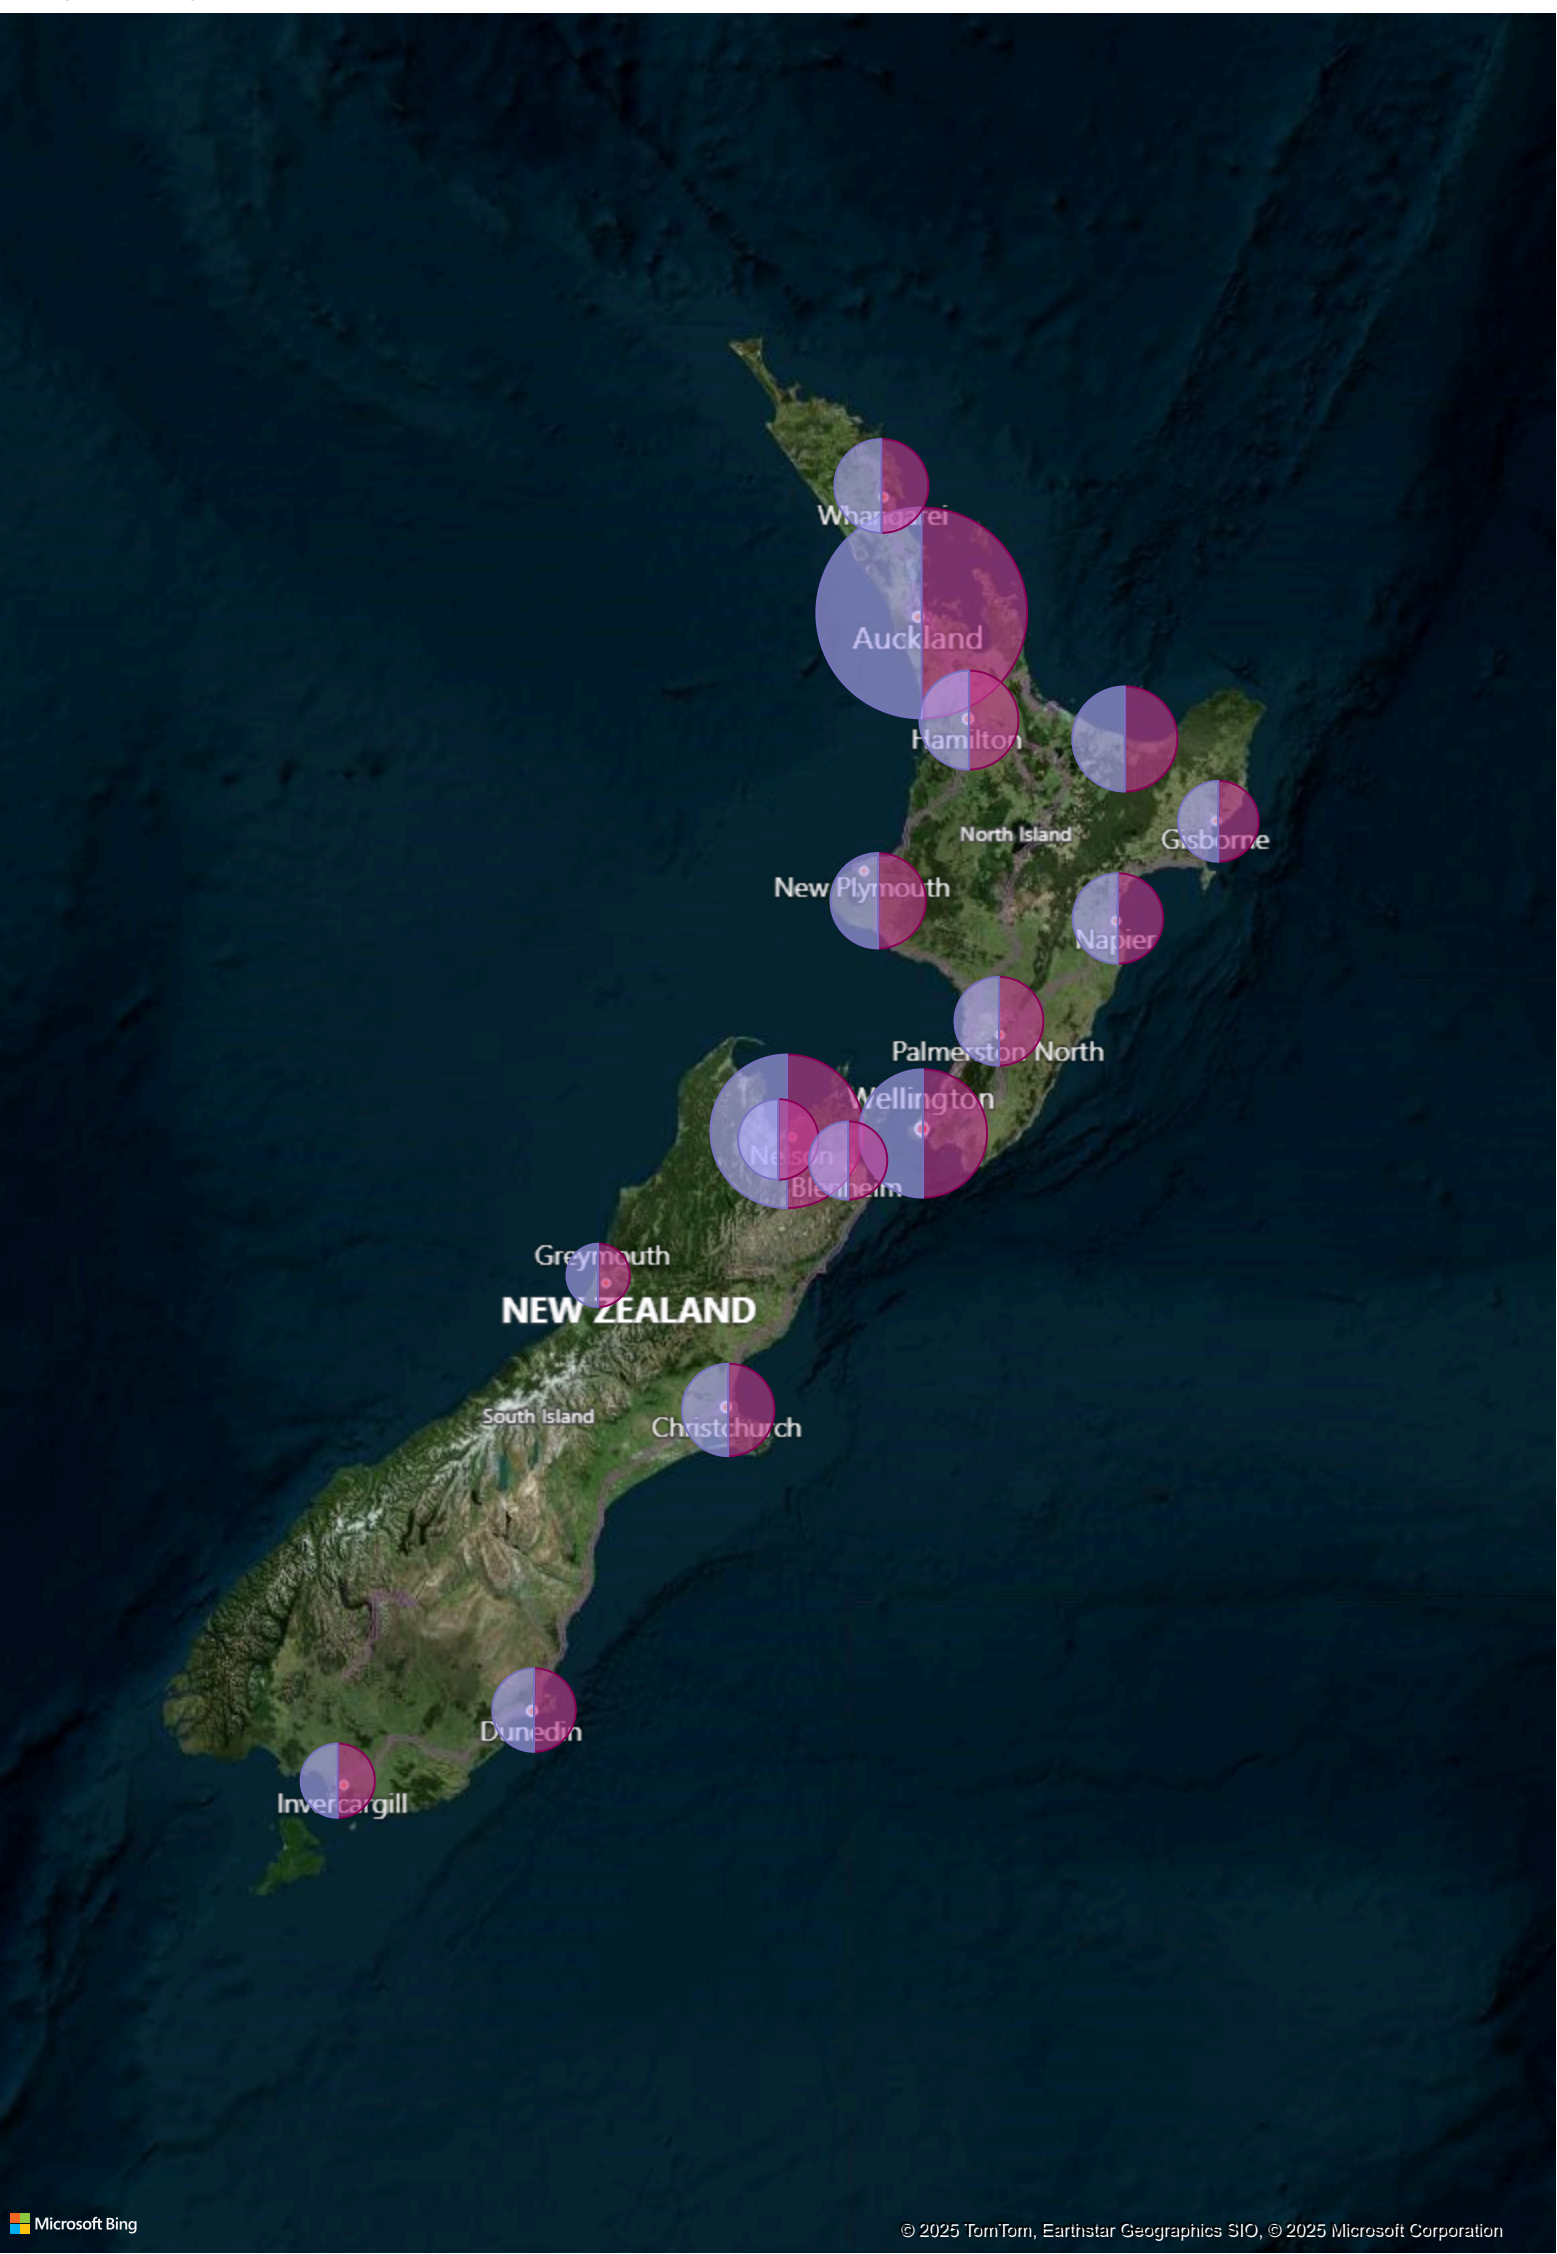 Whangarei
Auckland
Hamilton
North Island
Gisborne
New Plymouth
Napier
Palmerston North
Wellington
Nelson
Blenheim
Greymouth
NEW ZEALAND
South Island
Christchurch
Dunedin
Invercargill
Microsoft Bing
© 2025 TomTom, Earthstar Geographics SIO, © 2025 Microsoft Corporation